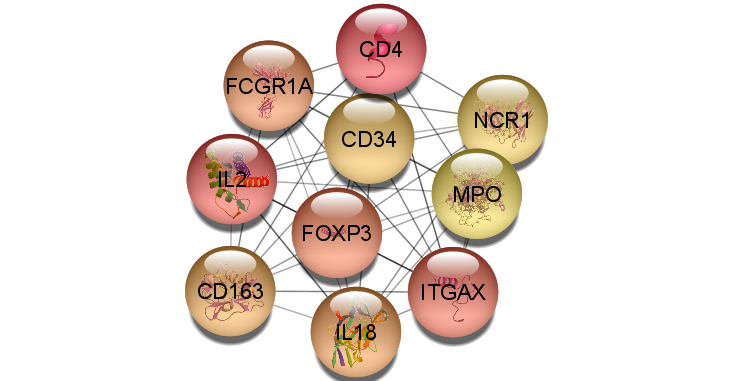 CD4
FCGR1A
NCR1
CD34
IL2
MPO
FOXP3
CD163
ITGAX
IL18